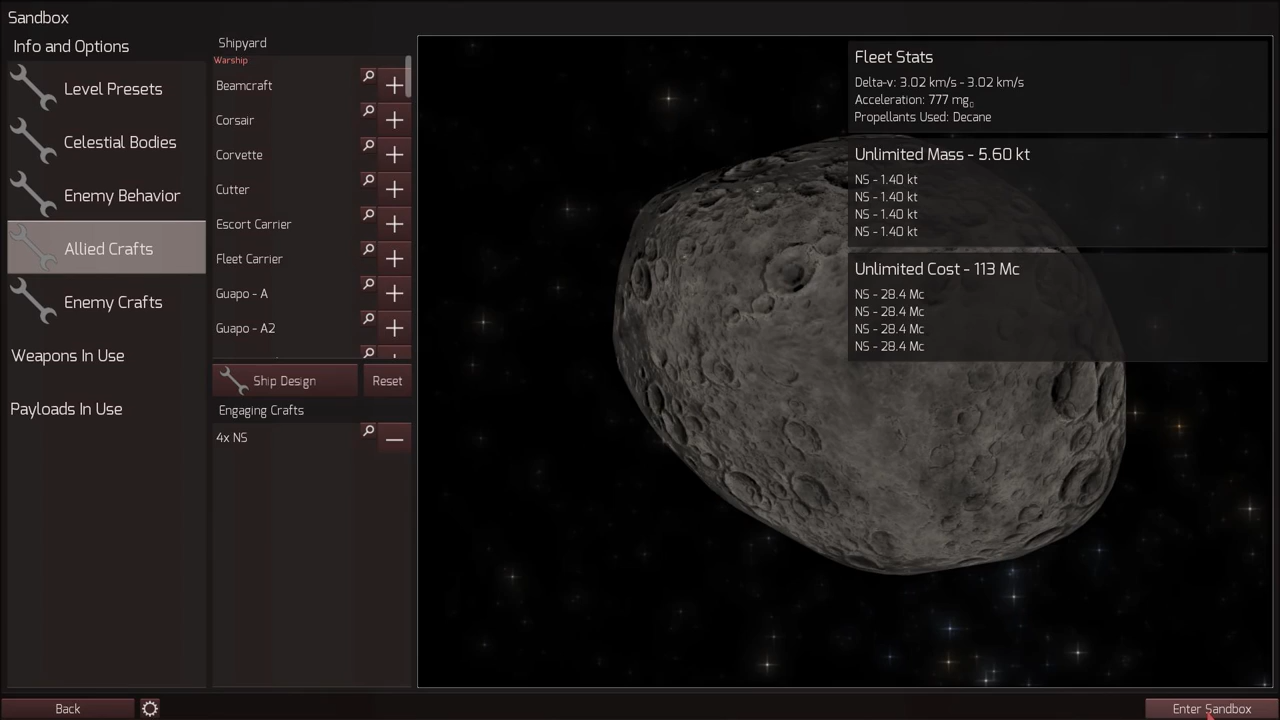 Sandbox
Info and Options
Level Presets
Celestial Bodies
Enemy Behavior
Allied Crafts
Enemy Crafts
Weapons In Use
Payloads In Use
Shipyard
Warship
Beamcraft
Corsair
Corvette
Cutter
Escort Carrier
Fleet Carrier
Guapo - A
Guapo - A2
Ship Design
Reset
Engaging Crafts
4x NS
Fleet Stats
Delta-v: 3.02 km/s - 3.02 km/s
Acceleration: 777 mg₀
Propellants Used: Decane
Unlimited Mass - 5.60 kt
NS - 1.40 kt
NS - 1.40 kt
NS - 1.40 kt
NS - 1.40 kt
Unlimited Cost - 113 Mc
NS - 28.4 Mc
NS - 28.4 Mc
NS - 28.4 Mc
NS - 28.4 Mc
Back
Enter Sandbox